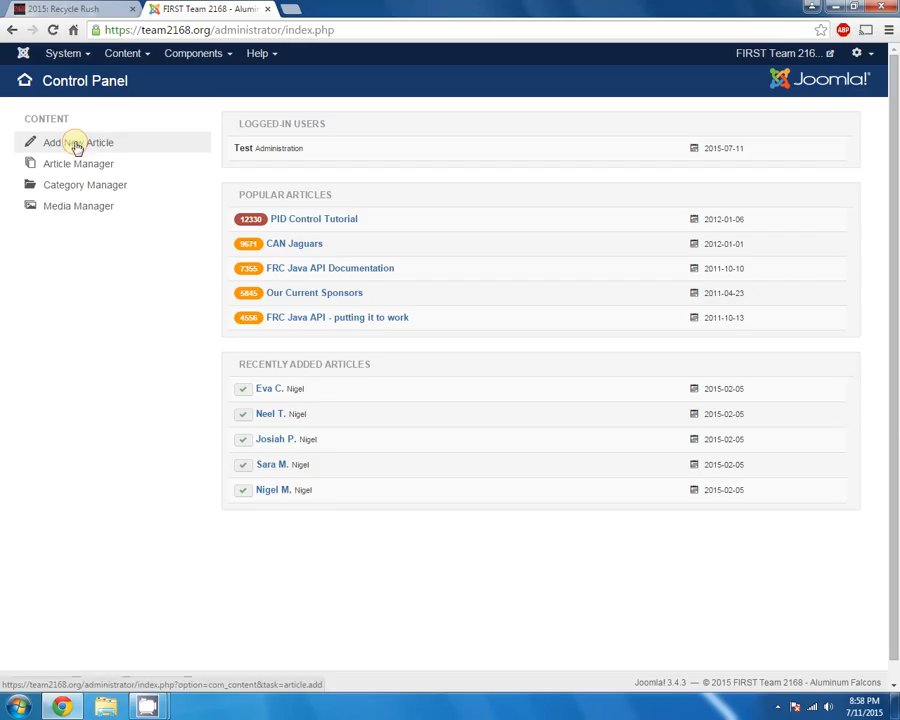 2015: Recycle Rush
FIRST Team 2168 - Alumin
https://team2168.org/administrator/index.php
ABP
System Content Components Help
FIRST Team 216...
Control Panel
Joomla!®
CONTENT
Add New Article
Article Manager
Category Manager
Media Manager
LOGGED-IN USERS
Test Administration 2015-07-11
POPULAR ARTICLES
12330 PID Control Tutorial 2012-01-06
9671 CAN Jaguars 2012-01-01
7355 FRC Java API Documentation 2011-10-10
5845 Our Current Sponsors 2011-04-23
4556 FRC Java API - putting it to work 2011-10-13
RECENTLY ADDED ARTICLES
Eva C. Nigel 2015-02-05
Neel T. Nigel 2015-02-05
Josiah P. Nigel 2015-02-05
Sara M. Nigel 2015-02-05
Nigel M. Nigel 2015-02-05
https://team2168.org/administrator/index.php?option=com_content&task=article.add
Joomla! 3.4.3 — © 2015 FIRST Team 2168 - Aluminum Falcons
8:58 PM
7/11/2015